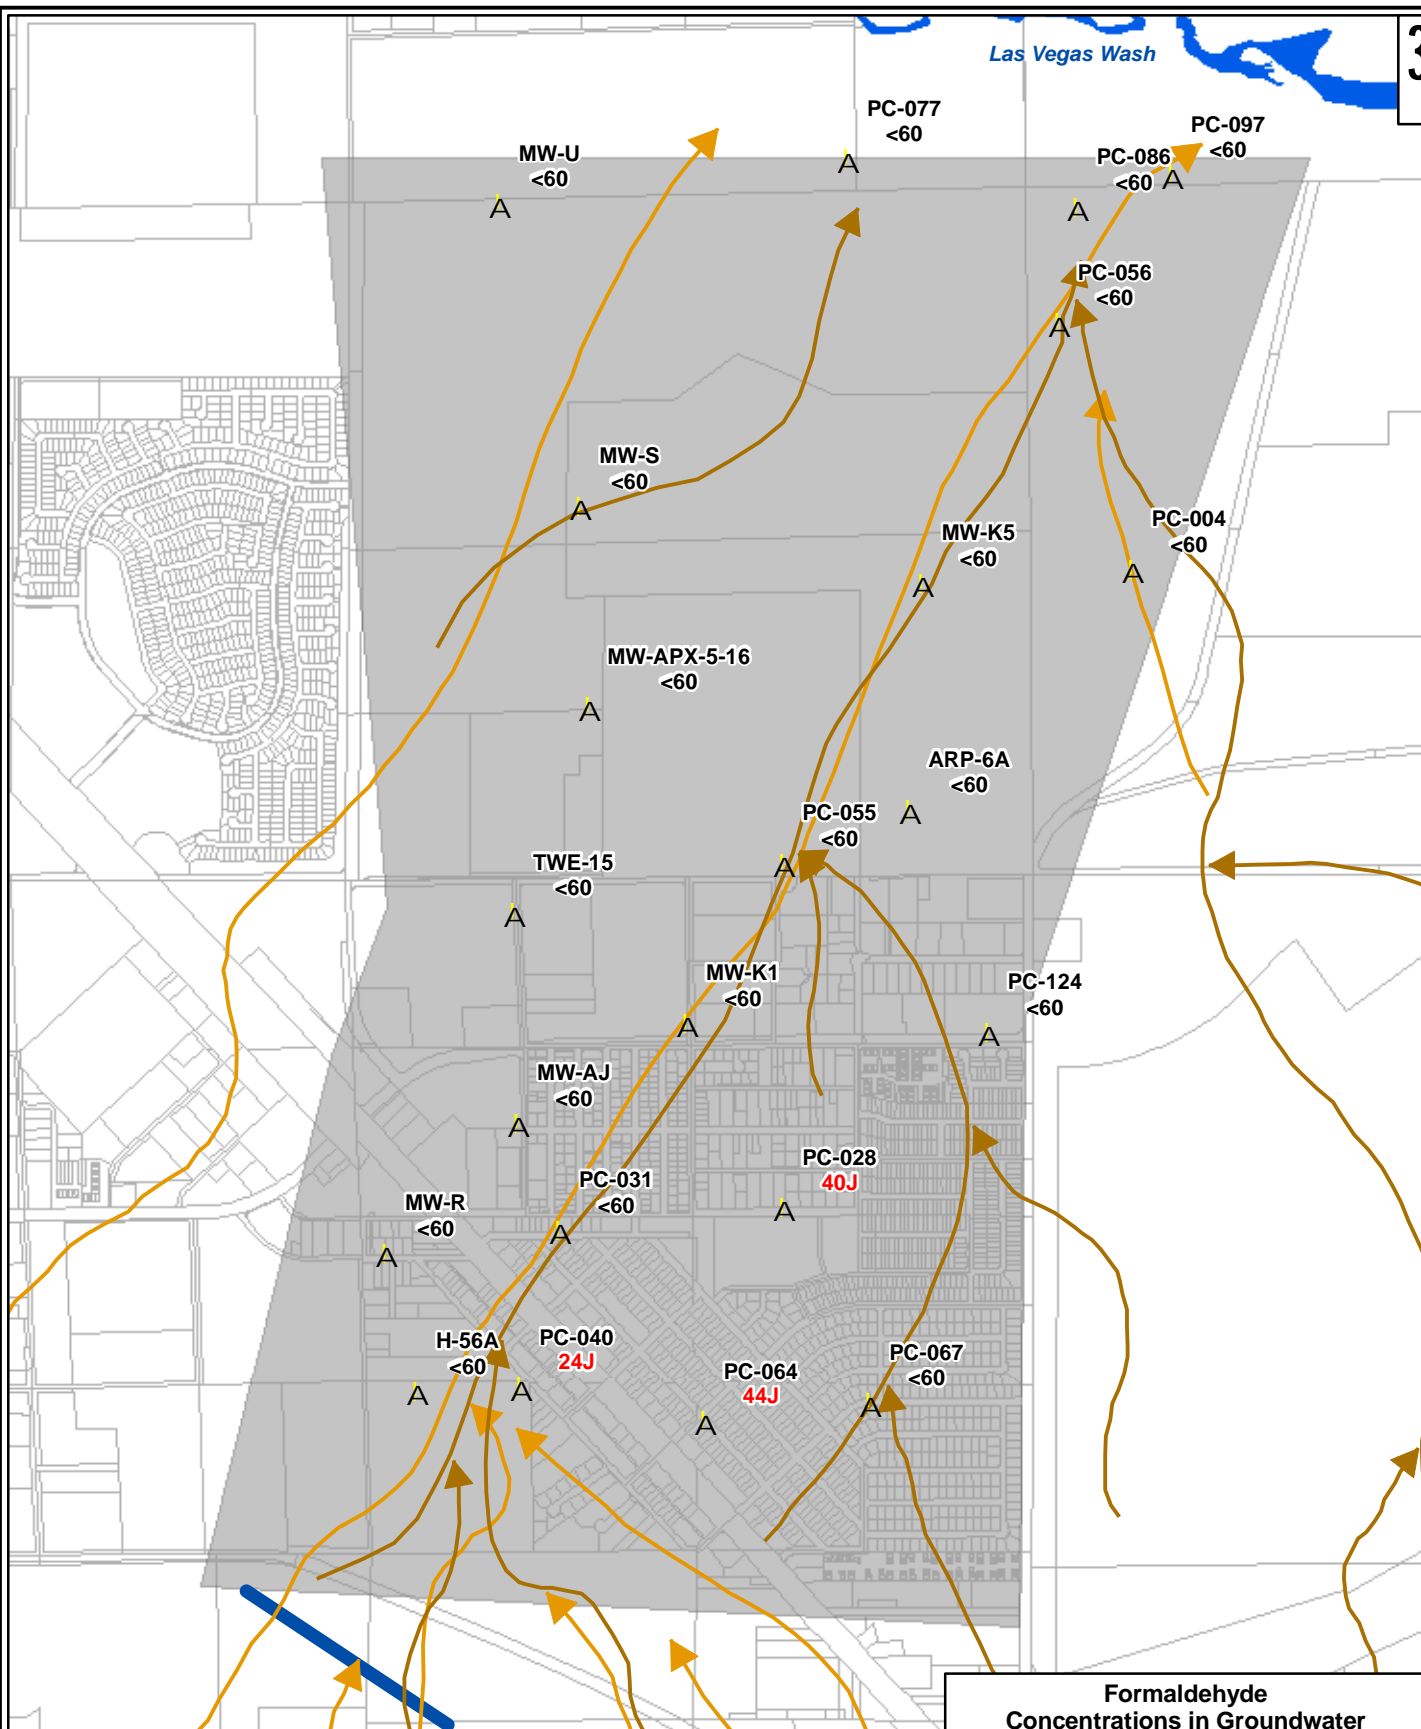 3
Las Vegas Wash
PC-077
<60
PC-097
<60
MW-U
<60
PC-086
<60
A
A
A
A
PC-056
<60
A
MW-S
<60
A
PC-004
<60
MW-K5
<60
A
A
MW-APX-5-16
<60
A
ARP-6A
<60
A
PC-055
<60
A
TWE-15
<60
A
MW-K1
<60
PC-124
<60
A
A
MW-AJ
<60
A
PC-028
40J
PC-031
<60
A
MW-R
<60
A
A
H-56A
<60
PC-040
24J
PC-064
44J
PC-067
<60
A
A
A
A
Formaldehyde
Concentrations in Groundwater